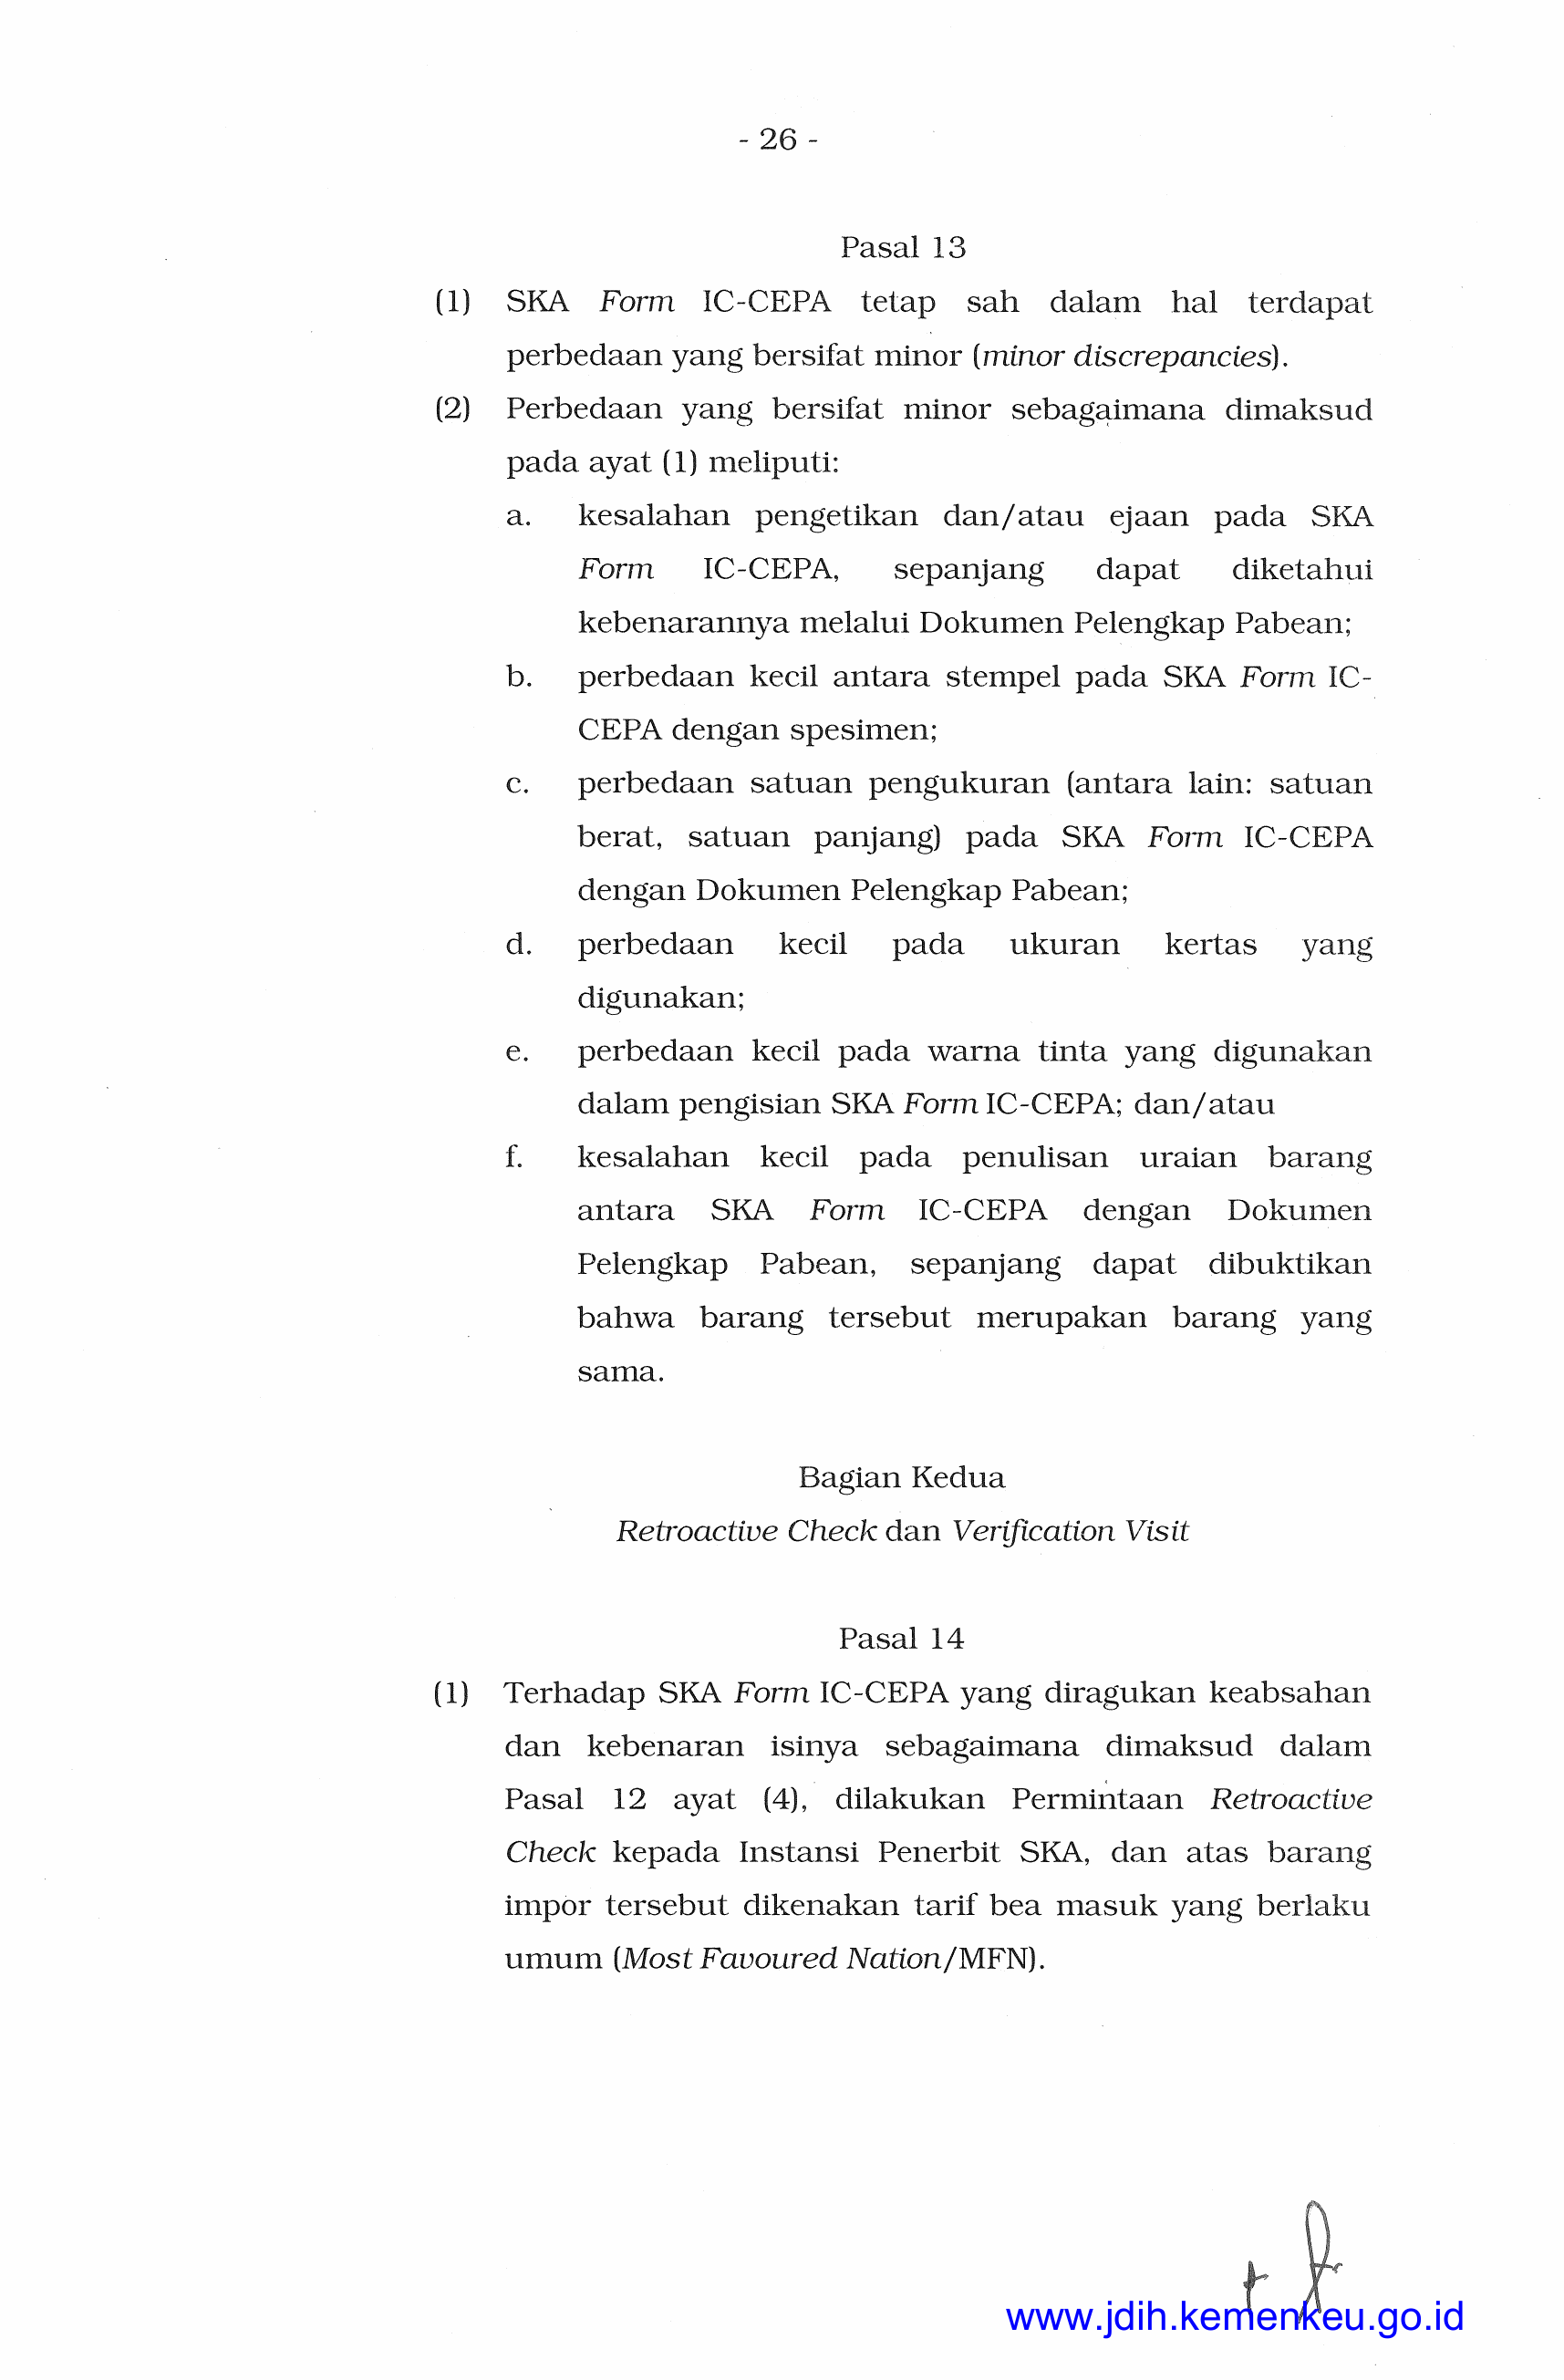 - 26 -
Pasal 13
(1) SKA Form IC-CEPA tetap sah dalam hal terdapat
perbedaan yang bersifat minor (minor discrepancies).
(2) Perbedaan yang bersifat minor sebagaimana dimaksud
pada ayat (1) meliputi:
a. kesalahan pengetikan dan/atau ejaan pada SKA
Form IC-CEPA, sepanjang dapat diketahui
kebenarannya melalui Dokumen Pelengkap Pabean;
b. perbedaan kecil antara stempel pada SKA Form IC-
CEPA dengan spesimen;
c. perbedaan satuan pengukuran (antara lain: satuan
berat, satuan panjang) pada SKA Form IC-CEPA
dengan Dokumen Pelengkap Pabean;
d. perbedaan kecil pada ukuran kertas yang
digunakan;
e. perbedaan kecil pada warna tinta yang digunakan
dalam pengisian SKA Form IC-CEPA; dan/atau
f. kesalahan kecil pada penulisan uraian barang
antara SKA Form IC-CEPA dengan Dokumen
Pelengkap Pabean, sepanjang dapat dibuktikan
bahwa barang tersebut merupakan barang yang
sama.
Bagian Kedua
Retroactive Check dan Verification Visit
Pasal 14
(1) Terhadap SKA Form IC-CEPA yang diragukan keabsahan
dan kebenaran isinya sebagaimana dimaksud dalam
Pasal 12 ayat (4), dilakukan Permintaan Retroactive
Check kepada Instansi Penerbit SKA, dan atas barang
impor tersebut dikenakan tarif bea masuk yang berlaku
umum (Most Favoured Nation/MFN).
www.jdih.kemenkeu.go.id